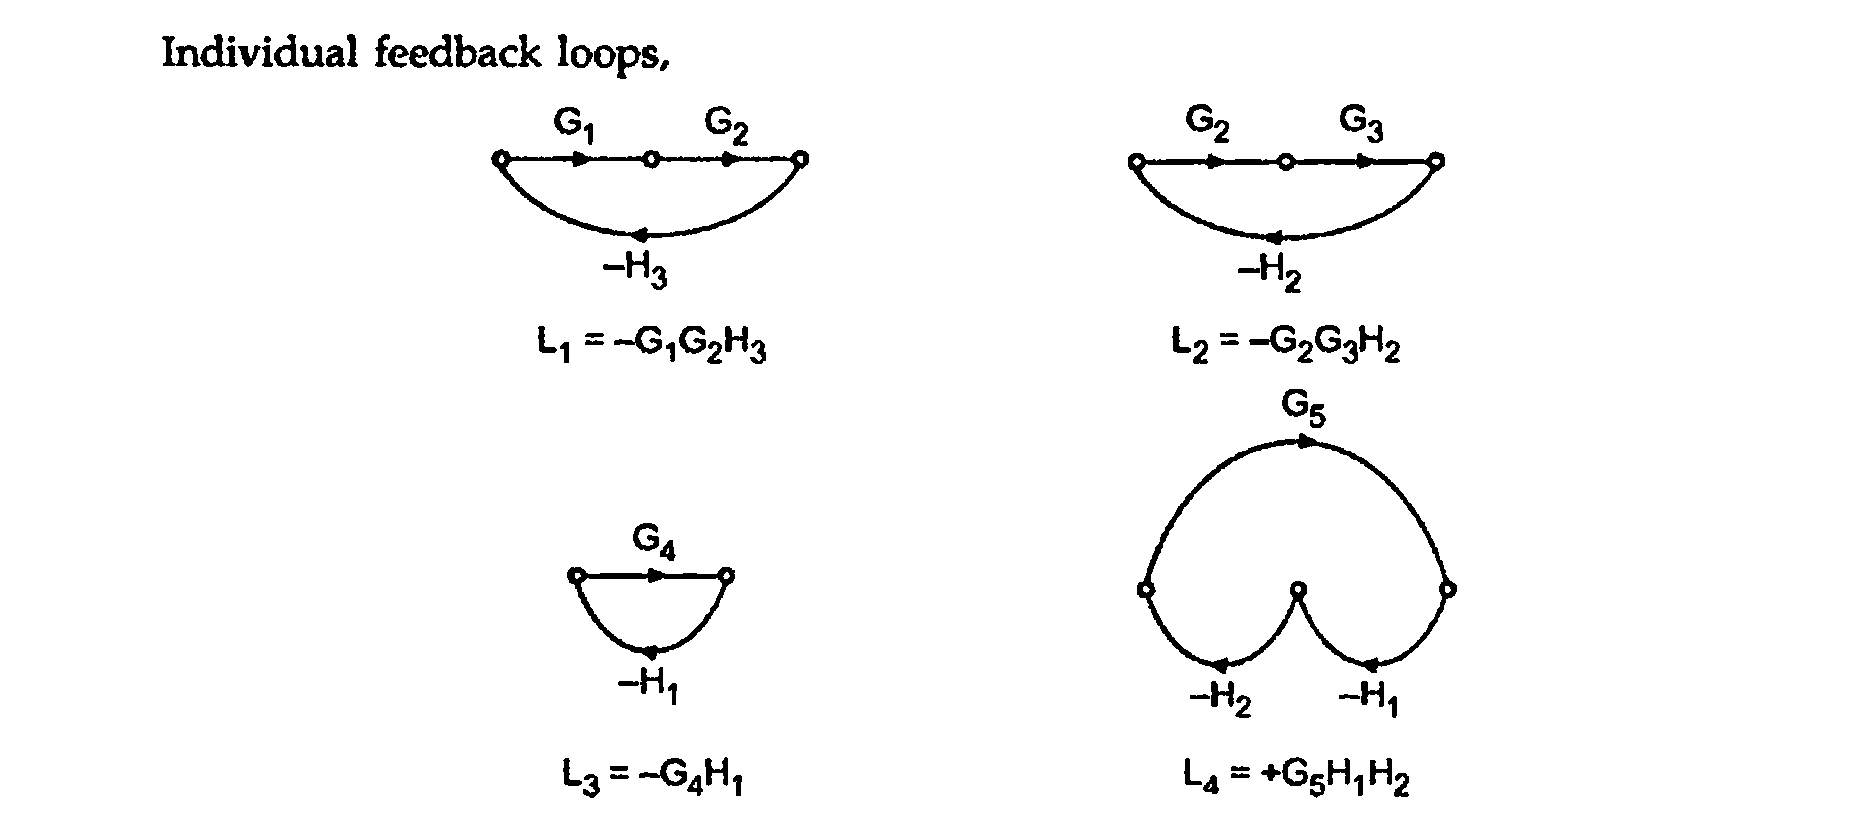 Individual feedback loops,
G₁ G₂
G₂ G₃
–H₃
–H₂
L₁ = –G₁G₂H₃
L₂ = –G₂G₃H₂
G₅
G₄
–H₁
–H₂ –H₁
L₃ = –G₄H₁
L₄ = +G₅H₁H₂